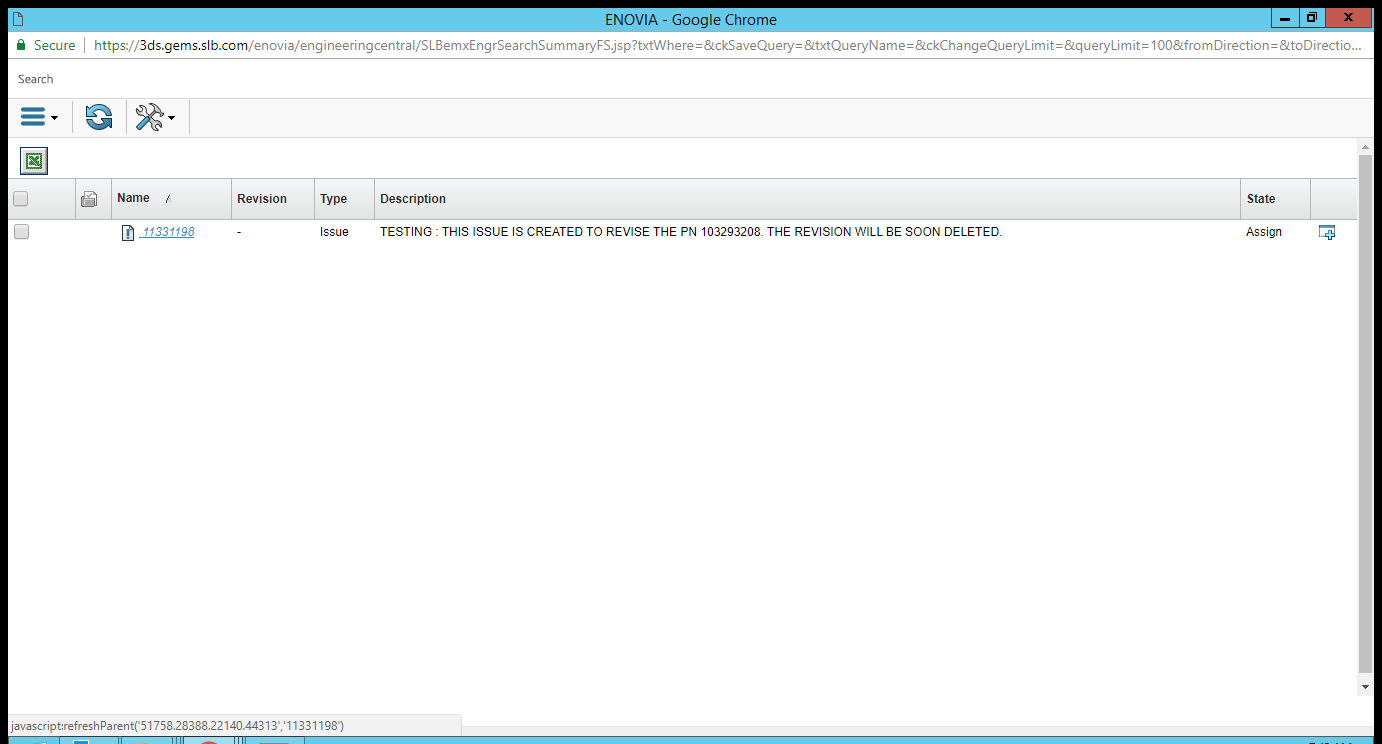 ENOVIA - Google Chrome
Secure https://3ds.gems.slb.com/enovia/engineeringcentral/SLBemxEngrSearchSummaryFS.jsp?txtWhere=&ckSaveQuery=&txtQueryName=&ckChangeQueryLimit=&queryLimit=100&fromDirection=&toDirectio...
Search
Name Revision Type Description State
11331198 - Issue TESTING : THIS ISSUE IS CREATED TO REVISE THE PN 103293208. THE REVISION WILL BE SOON DELETED. Assign
javascript:refreshParent('51758.28388.22140.44313','11331198')